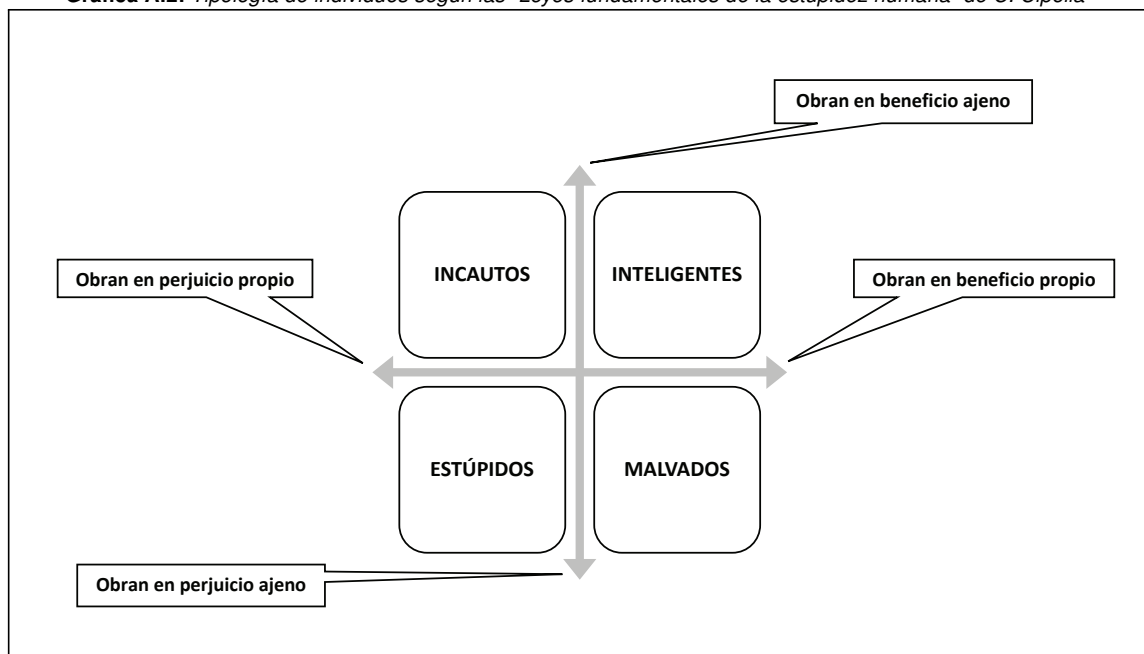 Gráfica A.2. Tipología de individuos según las "Leyes fundamentales de la estupidez humana" de C. Cipolla
Obran en beneficio ajeno
INCAUTOS
INTELIGENTES
Obran en perjuicio propio
Obran en beneficio propio
ESTÚPIDOS
MALVADOS
Obran en perjuicio ajeno